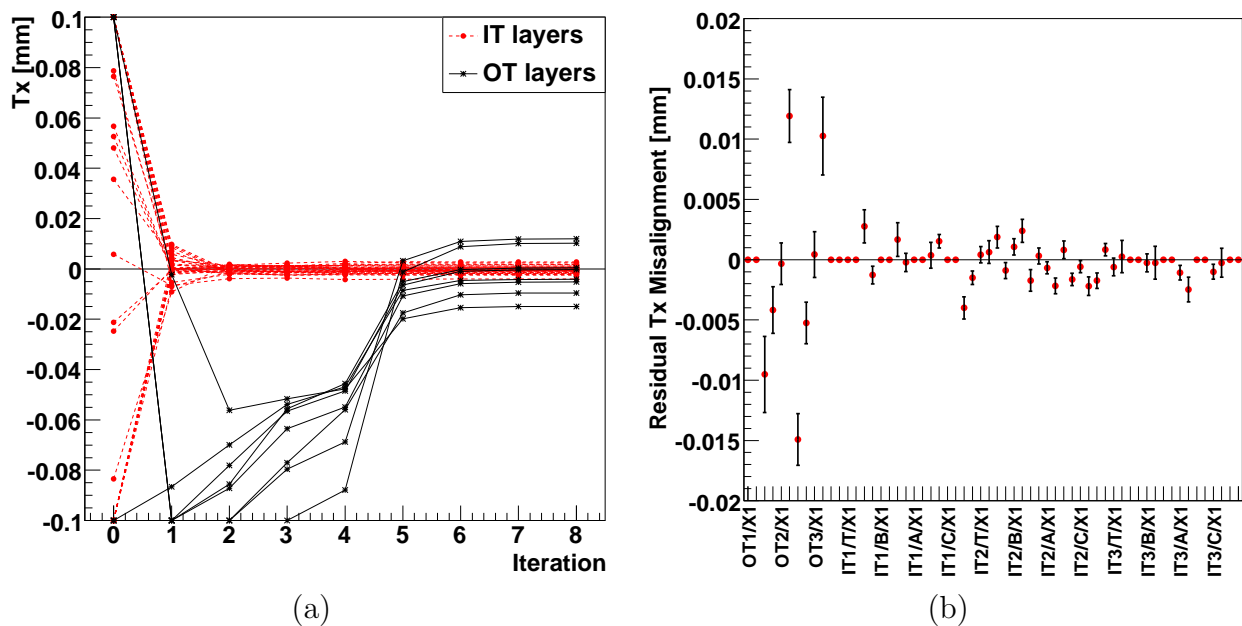 Tx [mm]
0.1
0.08
0.06
0.04
0.02
0
-0.02
-0.04
-0.06
-0.08
-0.1
IT layers
OT layers
0 1 2 3 4 5 6 7 8
Iteration
(a)
Residual Tx Misalignment [mm]
0.02
0.015
0.01
0.005
0
-0.005
-0.01
-0.015
-0.02
OT1/X1
OT2/X1
OT3/X1
IT1/T/X1
IT1/B/X1
IT1/A/X1
IT1/C/X1
IT2/T/X1
IT2/B/X1
IT2/A/X1
IT2/C/X1
IT3/T/X1
IT3/B/X1
IT3/A/X1
IT3/C/X1
(b)